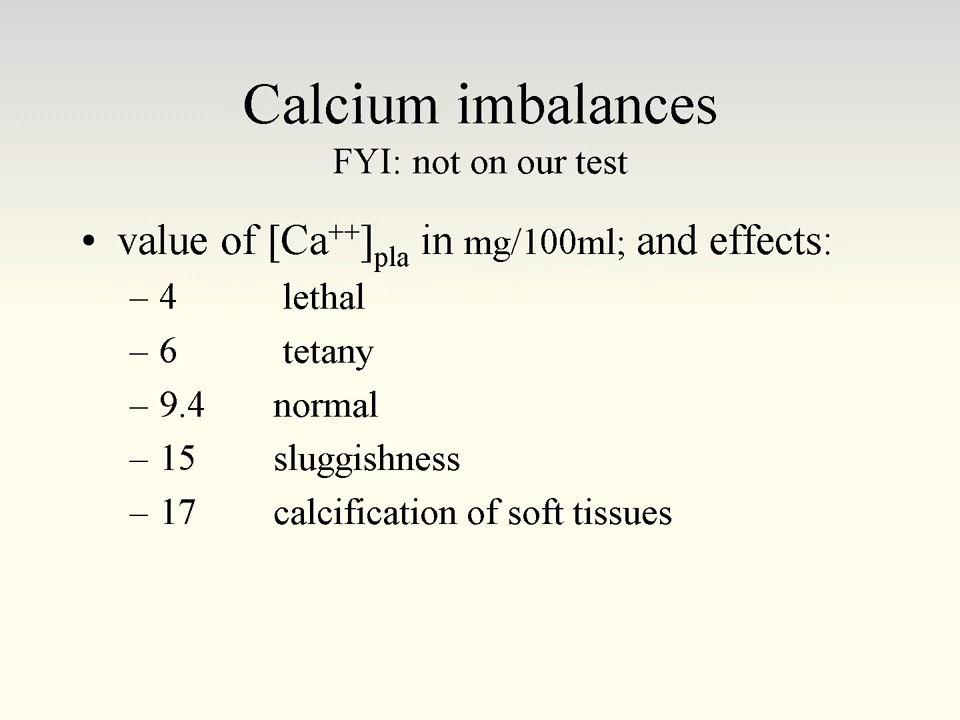 Calcium imbalances
FYI: not on our test
• value of [Ca⁺⁺]pla in mg/100ml; and effects:
– 4 lethal
– 6 tetany
– 9.4 normal
– 15 sluggishness
– 17 calcification of soft tissues